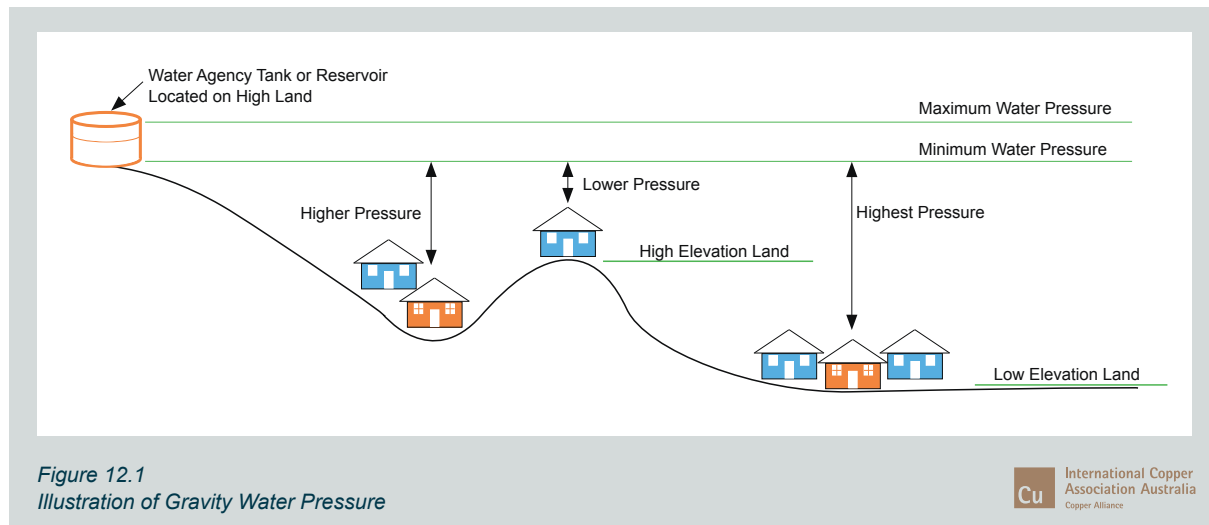 Water Agency Tank or Reservoir
Located on High Land
Maximum Water Pressure
Minimum Water Pressure
Lower Pressure
Higher Pressure
Highest Pressure
High Elevation Land
Low Elevation Land
Figure 12.1
Illustration of Gravity Water Pressure
Cu
International Copper
Association Australia
Copper Alliance